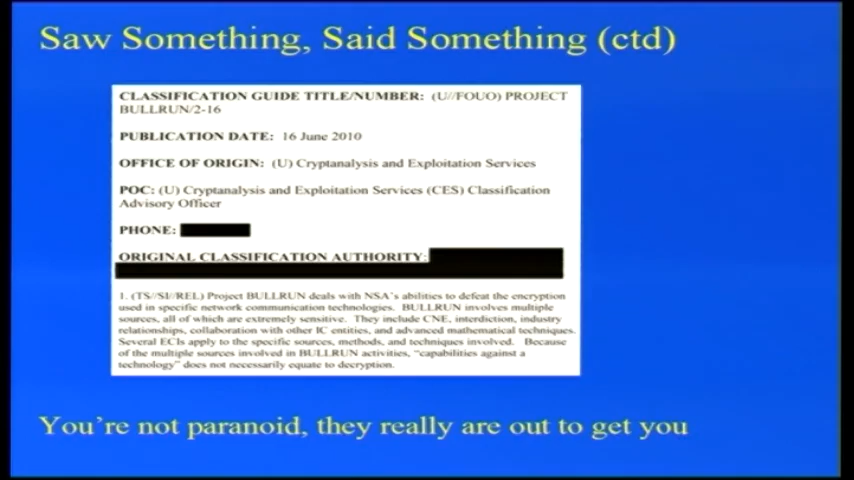 Saw Something, Said Something (ctd)
CLASSIFICATION GUIDE TITLE/NUMBER: (U//FOUO) PROJECT
BULLRUN/2-16
PUBLICATION DATE: 16 June 2010
OFFICE OF ORIGIN: (U) Cryptanalysis and Exploitation Services
POC: (U) Cryptanalysis and Exploitation Services (CES) Classification
Advisory Officer
PHONE:
ORIGINAL CLASSIFICATION AUTHORITY:
1. (TS//SI//REL) Project BULLRUN deals with NSA's abilities to defeat the encryption
used in specific network communication technologies. BULLRUN involves multiple
sources, all of which are extremely sensitive. They include CNE, interdiction, industry
relationships, collaboration with other IC entities, and advanced mathematical techniques.
Several ECIs apply to the specific sources, methods, and techniques involved. Because
of the multiple sources involved in BULLRUN activities, "capabilities against a
technology" does not necessarily equate to decryption.
You're not paranoid, they really are out to get you